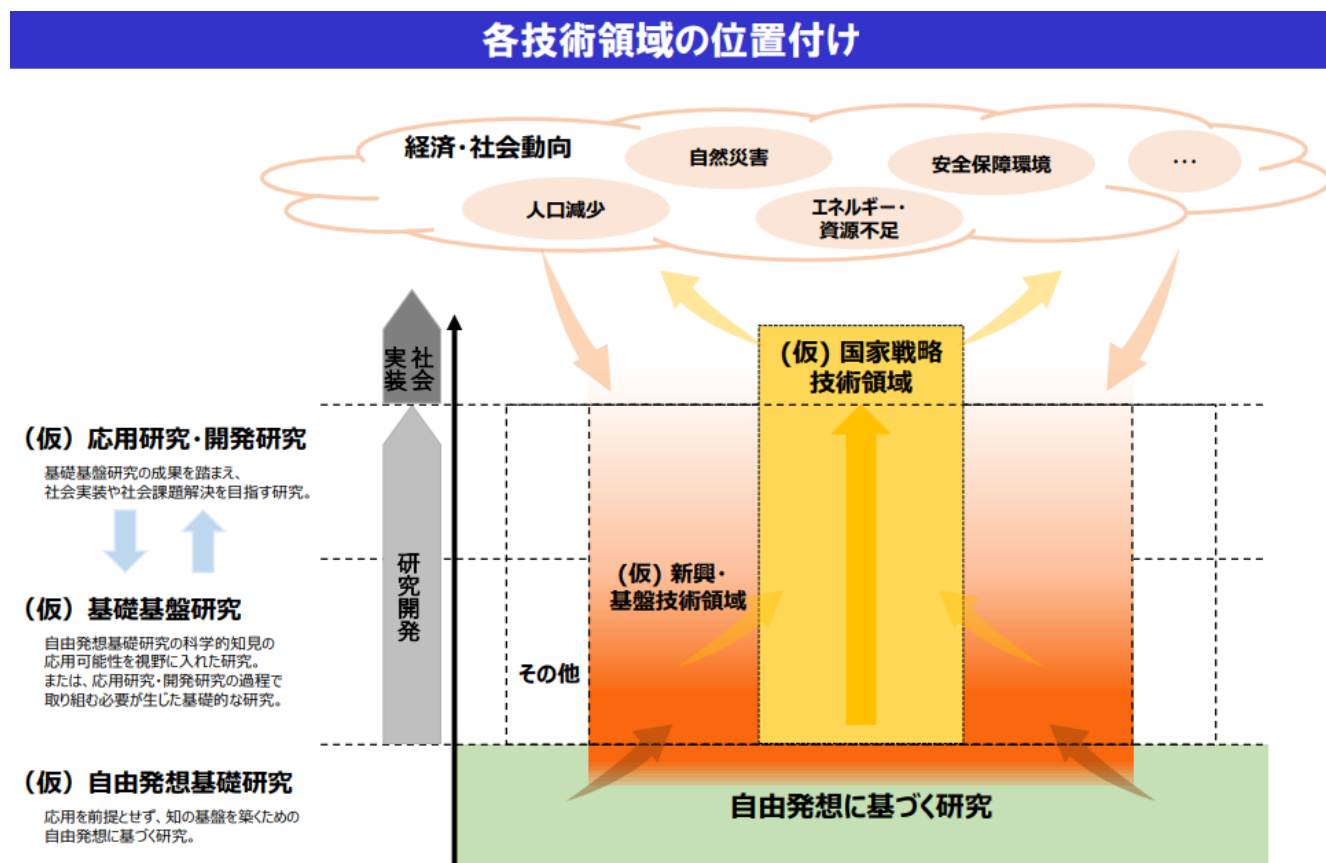 各技術領域の位置付け
経済・社会動向
自然災害
安全保障環境
…
人口減少
エネルギー・
資源不足
社会
実装
(仮) 国家戦略
技術領域
（仮）応用研究・開発研究
基礎基盤研究の成果を踏まえ、
社会実装や社会課題解決を目指す研究。
研究開発
(仮) 新興・
基盤技術領域
（仮）基礎基盤研究
自由発想基礎研究の科学的知見の
応用可能性を視野に入れた研究。
または、応用研究・開発研究の過程で
取り組む必要が生じた基礎的な研究。
その他
（仮）自由発想基礎研究
応用を前提とせず、知の基盤を築くための
自由発想に基づく研究。
自由発想に基づく研究